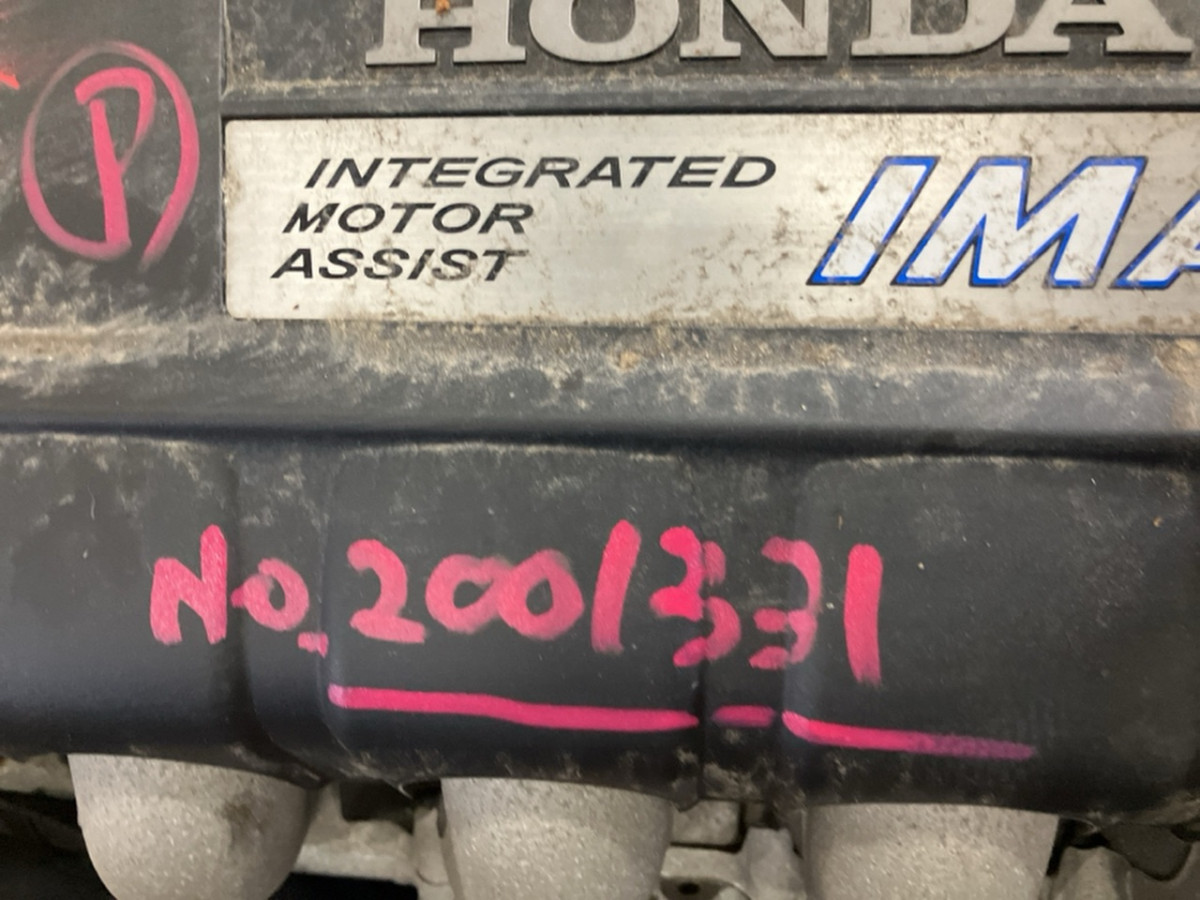 HONDA
P
INTEGRATED
MOTOR
ASSIST
IMA
No.2001331